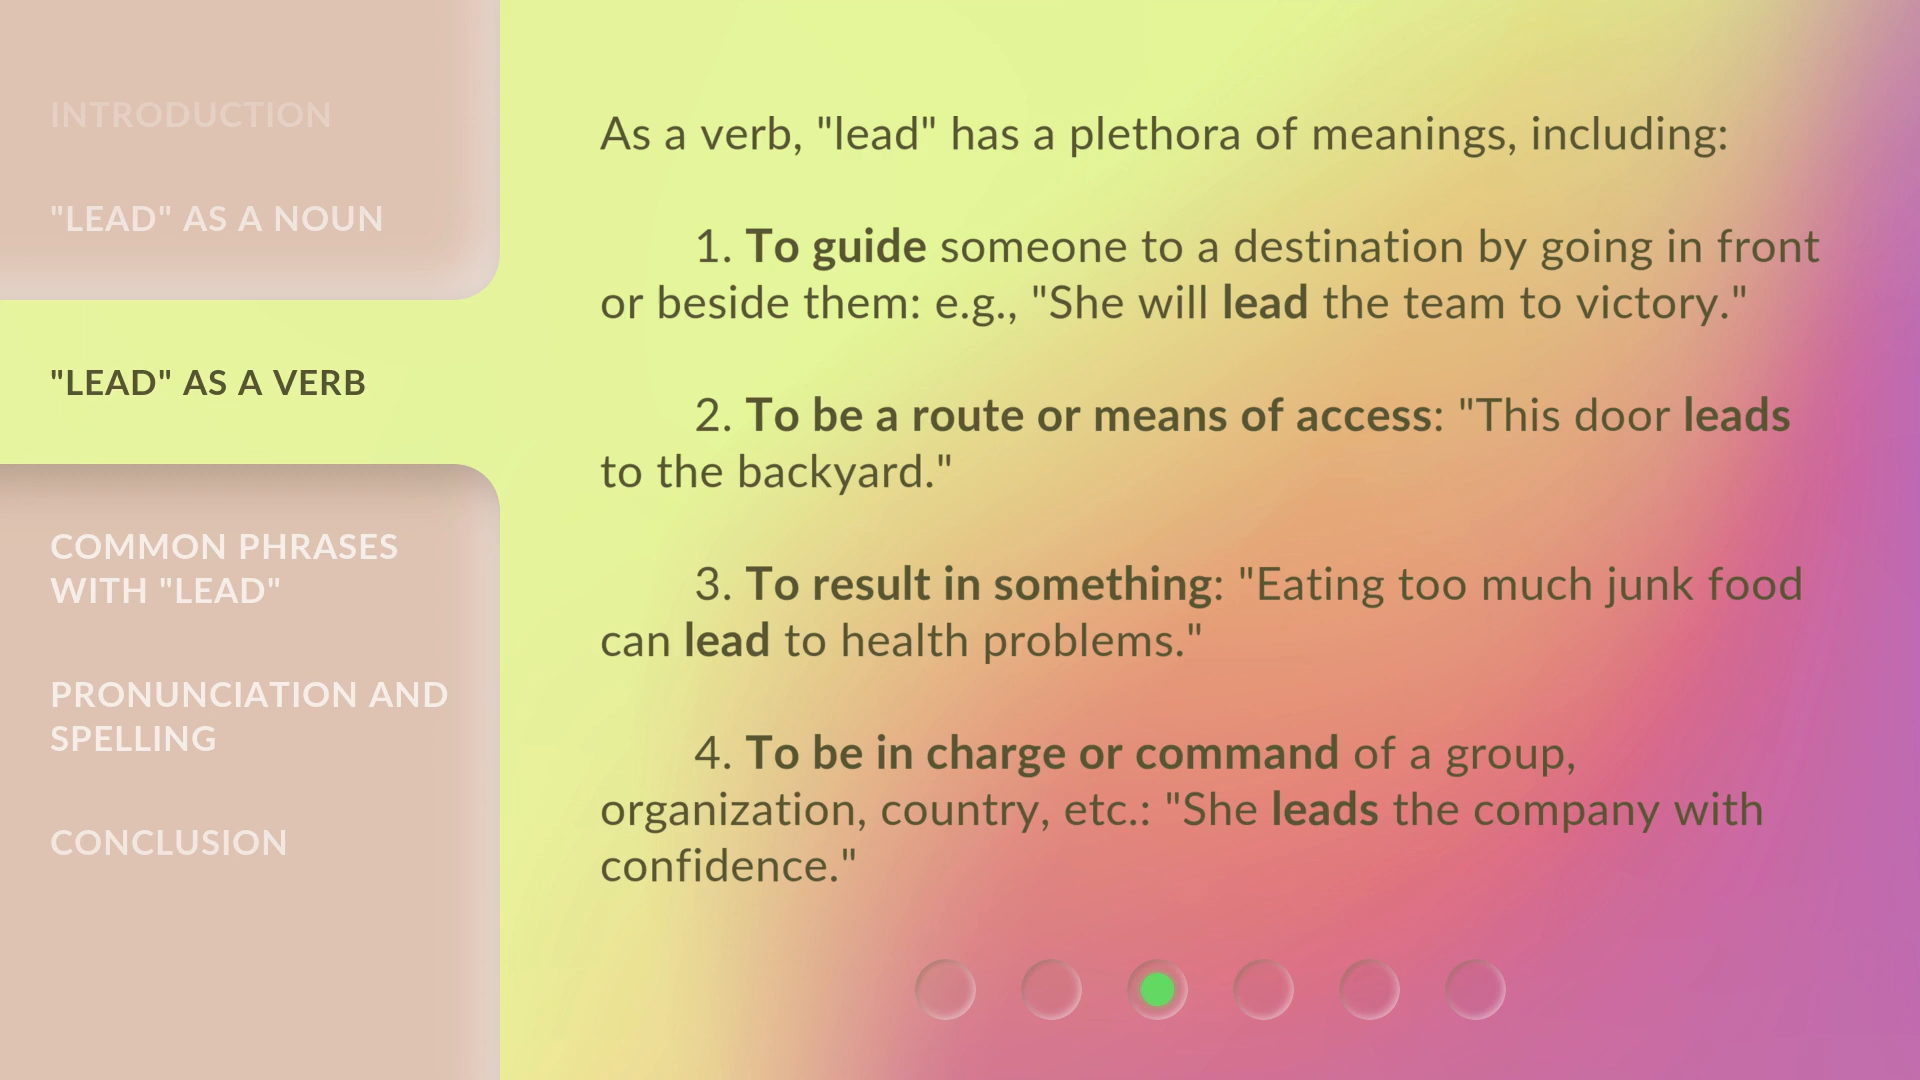 INTRODUCTION
"LEAD" AS A NOUN
"LEAD" AS A VERB
COMMON PHRASES
WITH "LEAD"
PRONUNCIATION AND
SPELLING
CONCLUSION
As a verb, "lead" has a plethora of meanings, including:
1. To guide someone to a destination by going in front
or beside them: e.g., "She will lead the team to victory."
2. To be a route or means of access: "This door leads
to the backyard."
3. To result in something: "Eating too much junk food
can lead to health problems."
4. To be in charge or command of a group,
organization, country, etc.: "She leads the company with
confidence."